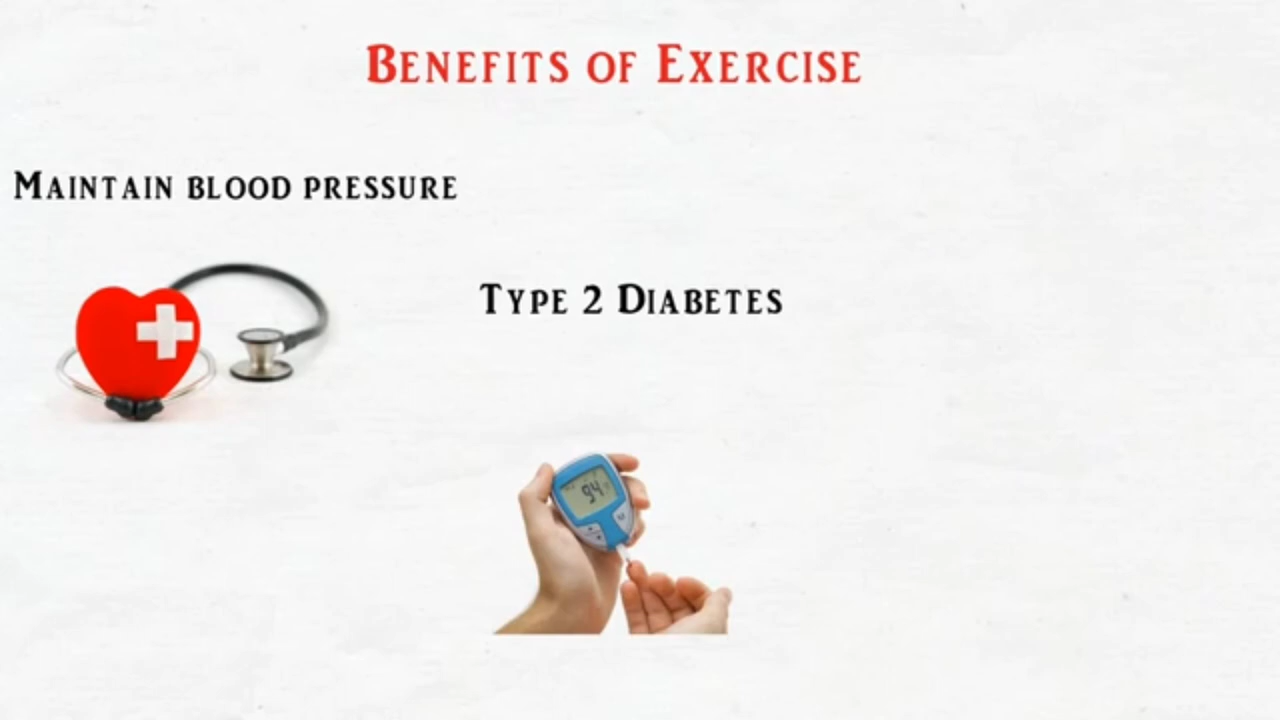 Benefits of Exercise
Maintain blood pressure
Type 2 Diabetes
94